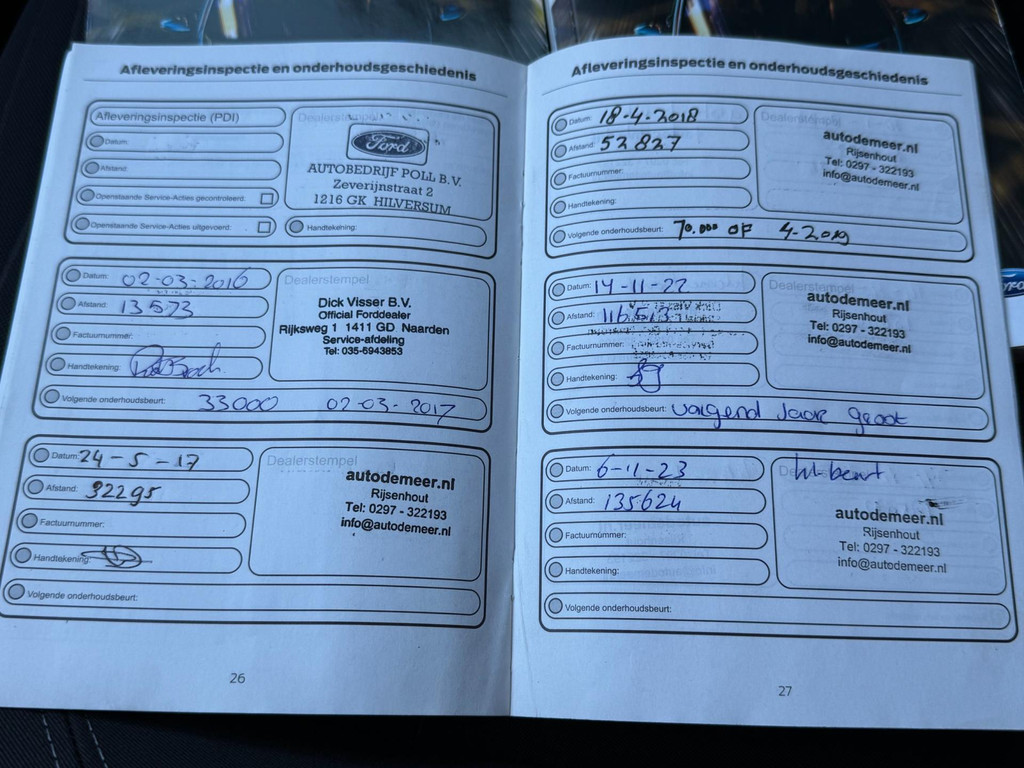 Afleveringsinspectie en onderhoudsgeschiedenis
Afleveringsinspectie (PDI)
Datum:
Afstand:
Openstaande Service-Acties gecontroleerd:
Openstaande Service-Acties uitgevoerd:
Handtekening:
Dealerstempel
Ford
AUTOBEDRIJF POLL B.V.
Zeverijnstraat 2
1216 GK HILVERSUM
Datum: 02-03-2016
Afstand: 13573
Factuurnummer:
Handtekening:
Volgende onderhoudsbeurt: 33000 02-03-2017
Dealerstempel
Dick Visser B.V.
Official Forddealer
Rijksweg 1 1411 GD Naarden
Service-afdeling
Tel: 035-6943853
Datum: 24-5-17
Afstand: 32295
Factuurnummer:
Handtekening:
Volgende onderhoudsbeurt:
Dealerstempel
autodemeer.nl
Rijsenhout
Tel: 0297 - 322193
info@autodemeer.nl
26
Afleveringsinspectie en onderhoudsgeschiedenis
Datum: 18-4-2018
Afstand: 52827
Factuurnummer:
Handtekening:
Volgende onderhoudsbeurt: 70.000 OF 4-2019
Dealerstempel
autodemeer.nl
Rijsenhout
Tel: 0297 - 322193
info@autodemeer.nl
Datum: 14-11-22
Afstand: 116513
Factuurnummer:
Handtekening:
Volgende onderhoudsbeurt: volgend Jaar groot
autodemeer.nl
Rijsenhout
Tel: 0297 - 322193
info@autodemeer.nl
Datum: 6-11-23
Afstand: 135624
Factuurnummer:
Handtekening:
Volgende onderhoudsbeurt:
autodemeer.nl
Rijsenhout
Tel: 0297 - 322193
info@autodemeer.nl
27